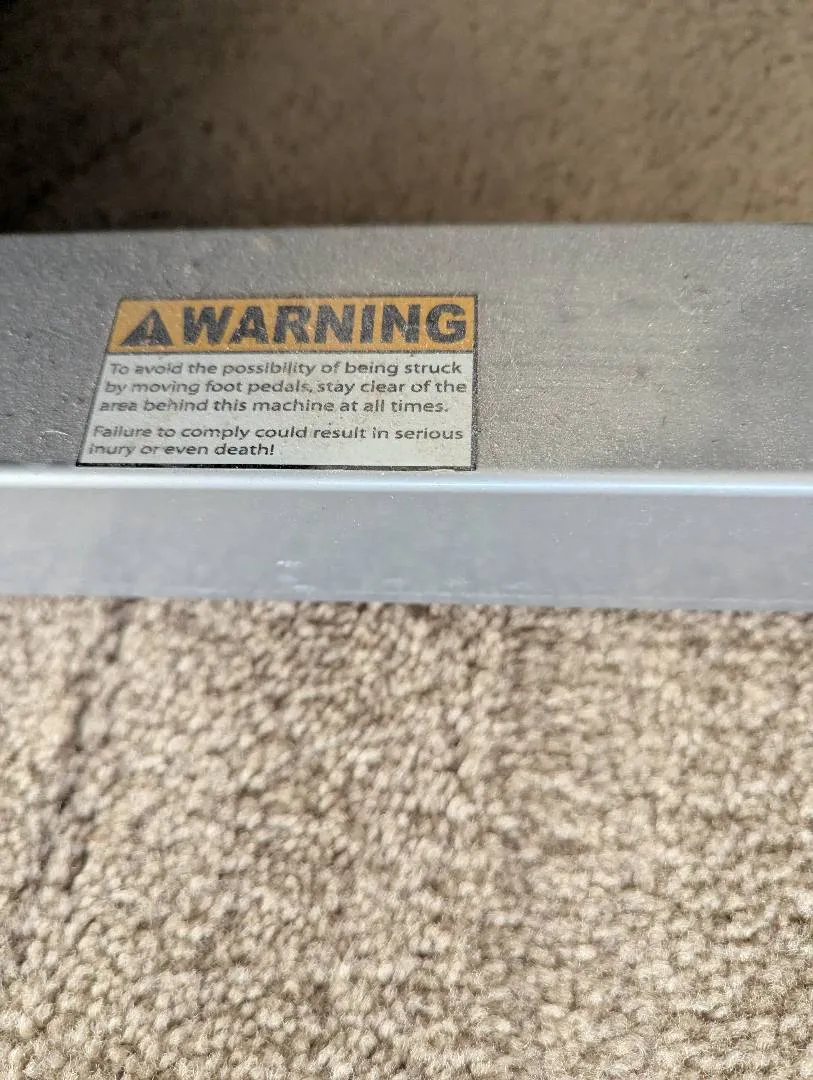 WARNING
To avoid the possibility of being struck
by moving foot pedals, stay clear of the
area behind this machine at all times.
Failure to comply could result in serious
inury or even death!